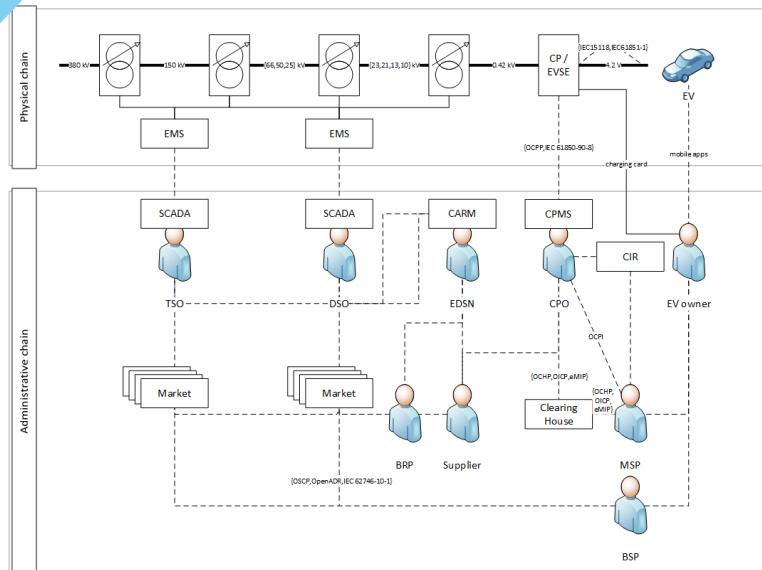 Physical chain
380 kV
150 kV
{66,50,25} kV
{23,21,13,10} kV
0.42 kV
CP /
EVSE
{IEC15118,IEC61851-1}
4.2 V
EV
EMS
EMS
{OCPP,IEC 61850-90-8}
charging card
mobile apps
Administrative chain
SCADA
SCADA
CARM
CPMS
CIR
TSO
DSO
EDSN
CPO
EV owner
OCPI
Market
Market
{OCHP,OICP,eMIP}
{OCHP,
OICP,
eMIP}
Clearing
House
BRP
Supplier
MSP
{OSCP,OpenADR,IEC 62746-10-1}
BSP